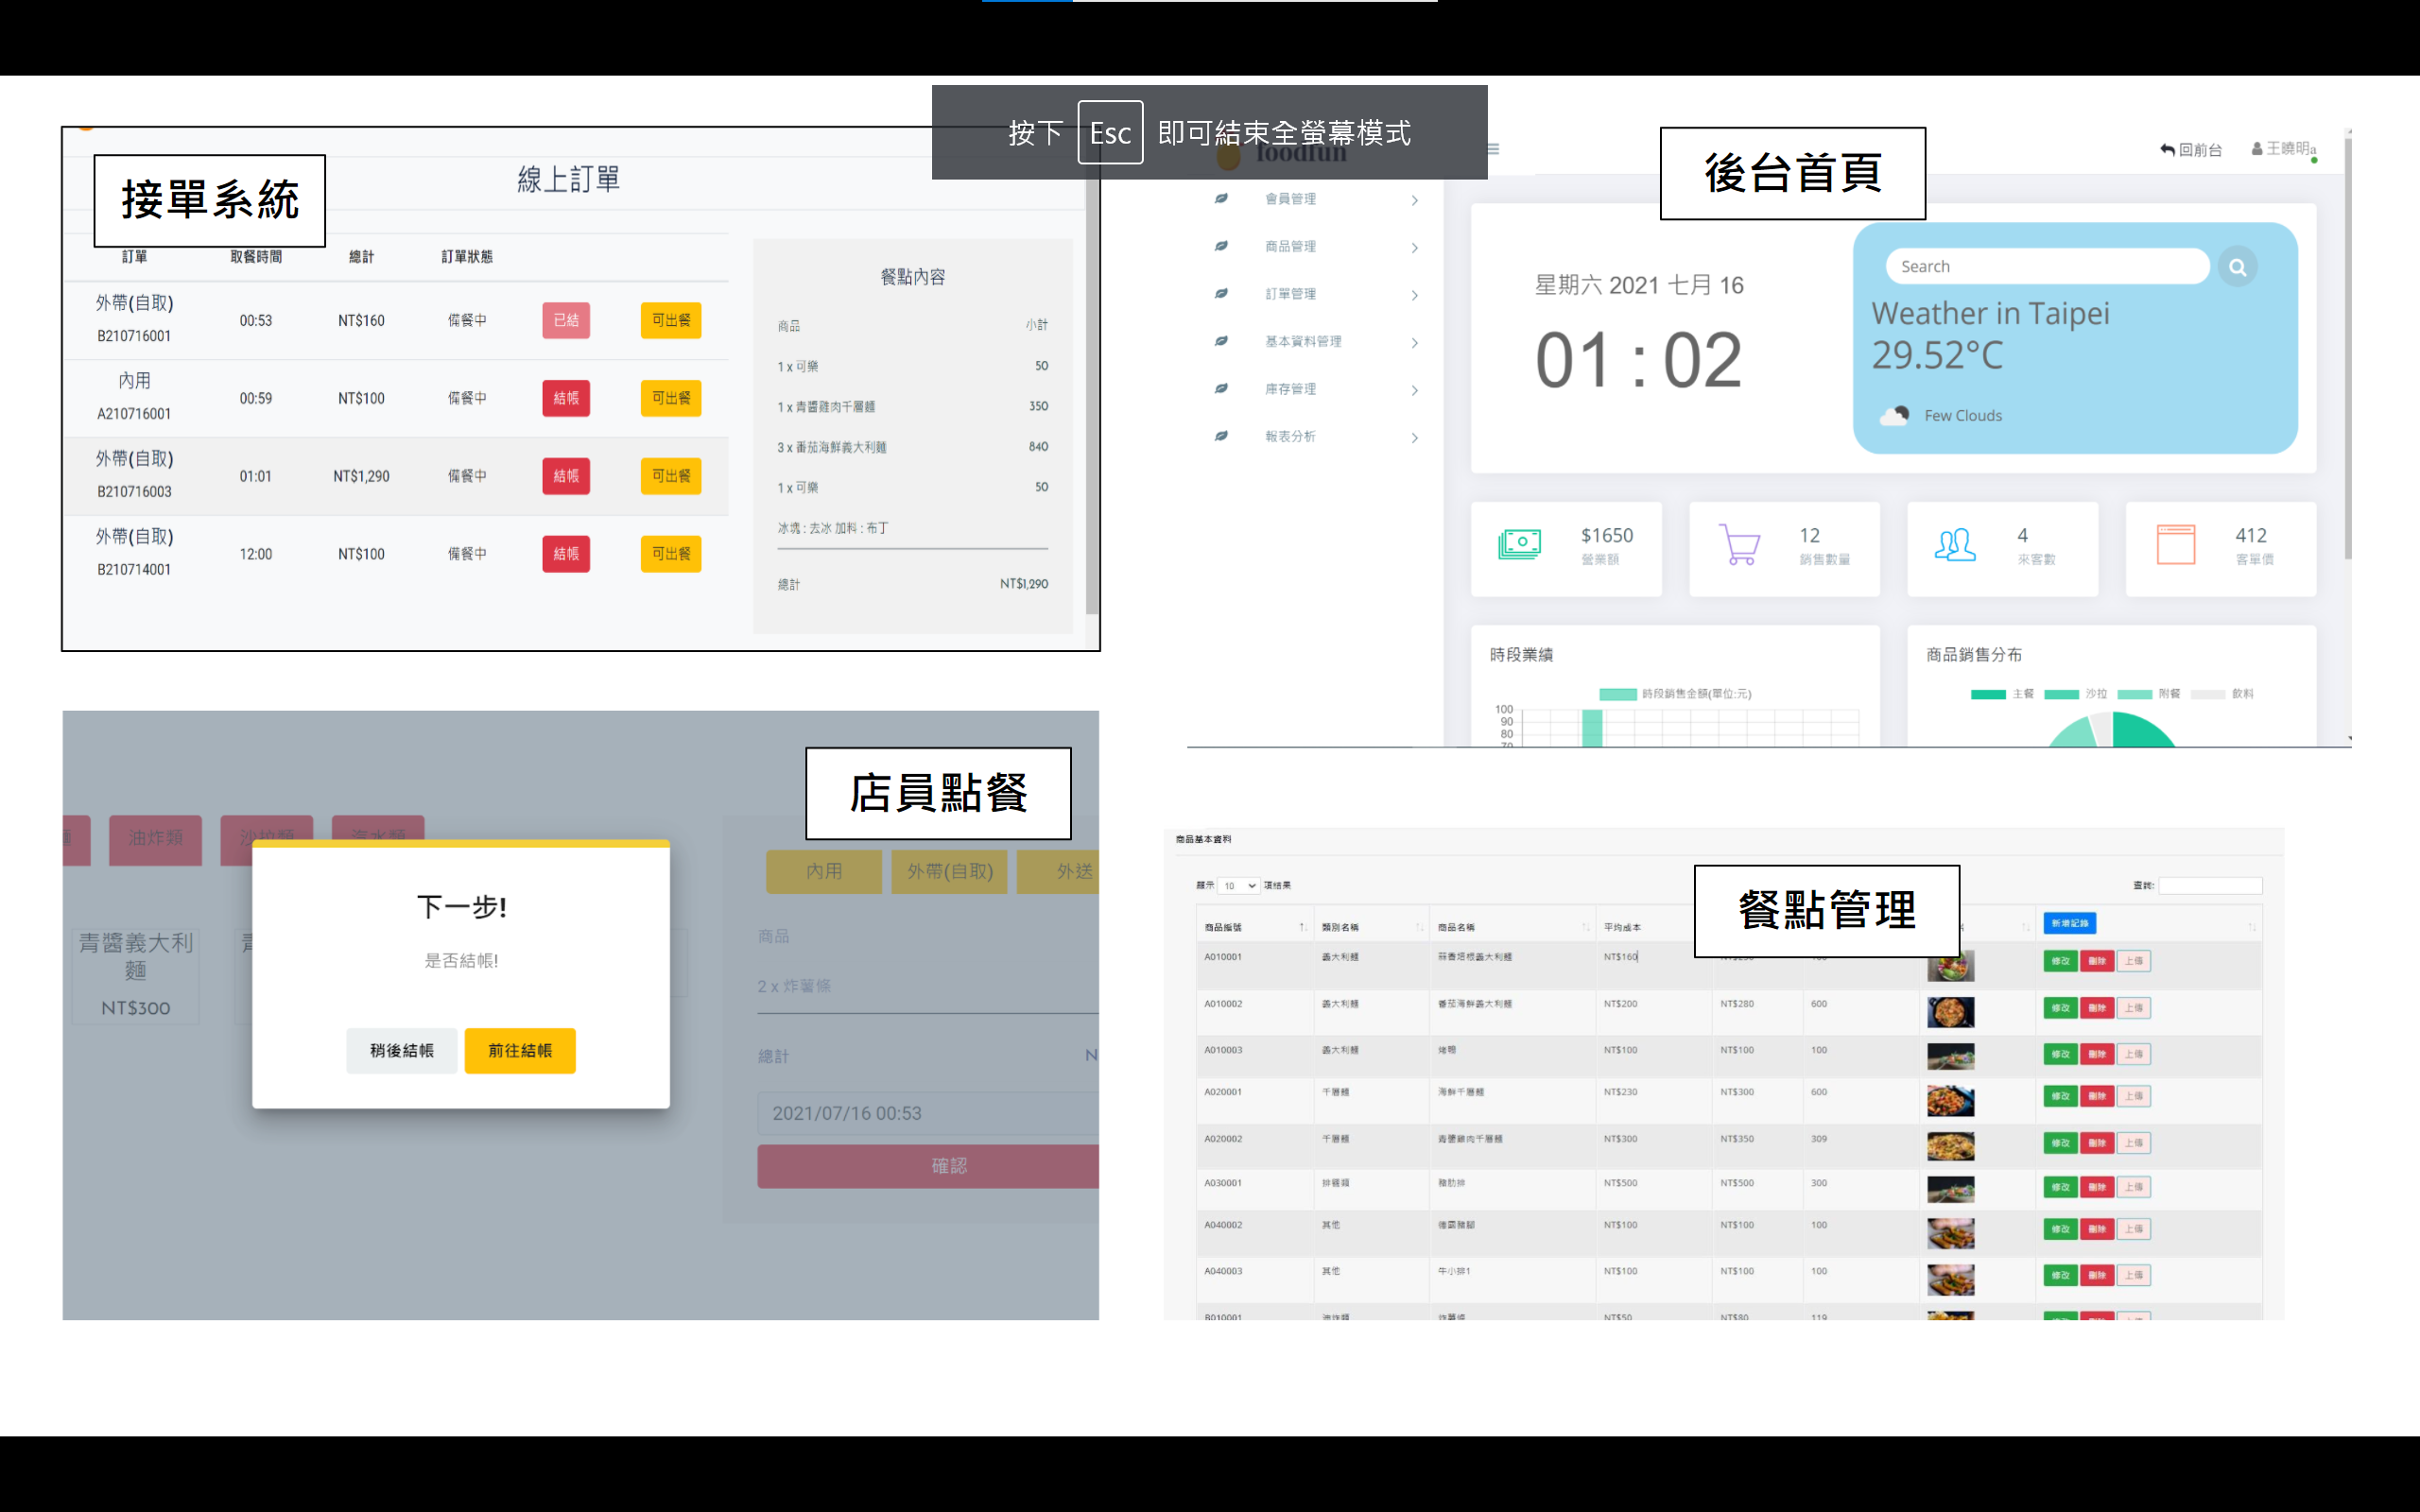 按下 Esc 即可結束全螢幕模式
接單系統
線上訂單
訂單 取餐時間 總計 訂單狀態
外帶(自取)
B210716001 00:53 NT$160 備餐中 已結 可出餐
內用
A210716001 00:59 NT$100 備餐中 結帳 可出餐
外帶(自取)
B210716003 01:01 NT$1,290 備餐中 結帳 可出餐
外帶(自取)
B210714001 12:00 NT$100 備餐中 結帳 可出餐
餐點內容
商品 小計
1 x 可樂 50
1 x 青醬雞肉千層麵 350
3 x 番茄海鮮義大利麵 840
1 x 可樂 50
冰塊 : 去冰 加料 : 布丁
總計 NT$1,290
foodfun
後台首頁
回前台 王曉明a
會員管理
商品管理
訂單管理
基本資料管理
庫存管理
報表分析
星期六 2021 七月 16
01 : 02
Search
Weather in Taipei
29.52°C
Few Clouds
$1650
營業額
12
銷售數量
4
來客數
412
客單價
時段業績
時段銷售金額(單位:元)
100
90
80
70
商品銷售分布
主餐 沙拉 附餐 飲料
店員點餐
油炸類 沙拉類 汽水類
青醬義大利
麵
NT$300
下一步!
是否結帳!
稍後結帳 前往結帳
內用 外帶(自取) 外送
商品
2 x 炸薯條
總計 N
2021/07/16 00:53
確認
餐點管理
商品基本資料
顯示 10 項結果 查詢:
商品編號 類別名稱 商品名稱 平均成本 新增記錄
A010001 義大利麵 蒜香培根義大利麵 NT$160 修改 刪除 上傳
A010002 義大利麵 番茄海鮮義大利麵 NT$200 NT$280 600 修改 刪除 上傳
A010003 義大利麵 烤鴨 NT$100 NT$100 100 修改 刪除 上傳
A020001 千層麵 海鮮千層麵 NT$230 NT$300 600 修改 刪除 上傳
A020002 千層麵 青醬雞肉千層麵 NT$300 NT$350 309 修改 刪除 上傳
A030001 排餐類 豬肋排 NT$500 NT$500 300 修改 刪除 上傳
A040002 其他 德國豬腳 NT$100 NT$100 100 修改 刪除 上傳
A040003 其他 牛小排1 NT$100 NT$100 100 修改 刪除 上傳
B010001 油炸類 炸薯條 NT$50 NT$80 119